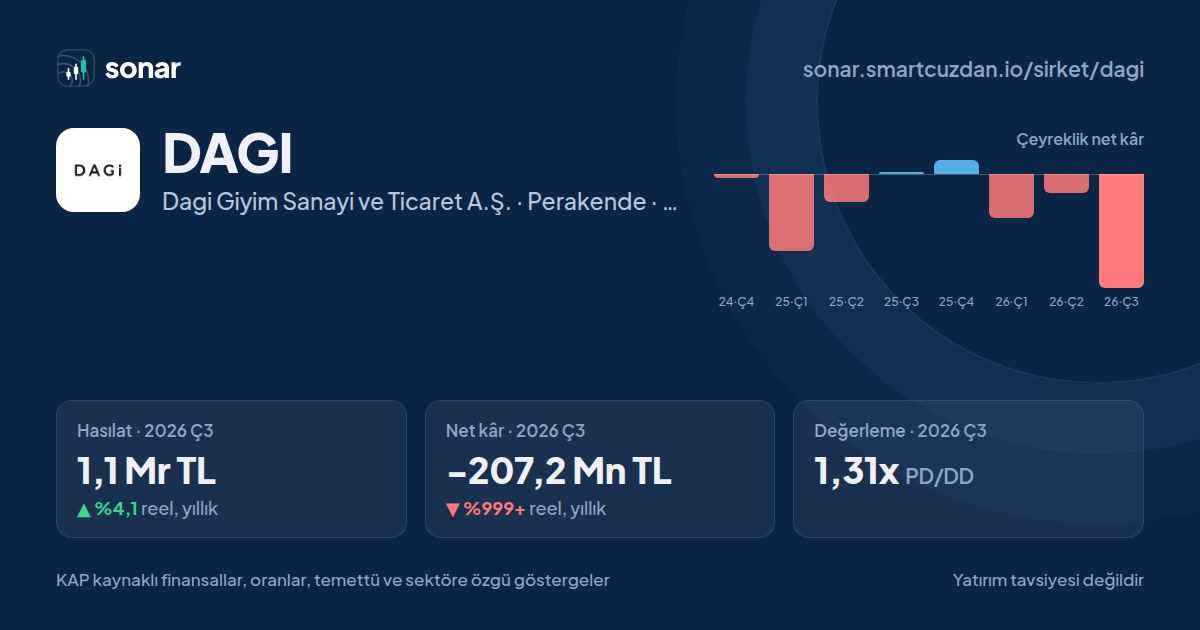 sonar
sonar.smartcuzdan.io/sirket/dagi
DAGi
DAGI
Dagi Giyim Sanayi ve Ticaret A.Ş. · Perakende · ...
Çeyreklik net kâr
24·Ç4 25·Ç1 25·Ç2 25·Ç3 25·Ç4 26·Ç1 26·Ç2 26·Ç3
Hasılat · 2026 Ç3
1,1 Mr TL
▲ %4,1 reel, yıllık
Net kâr · 2026 Ç3
−207,2 Mn TL
▼ %999+ reel, yıllık
Değerleme · 2026 Ç3
1,31x PD/DD
KAP kaynaklı finansallar, oranlar, temettü ve sektöre özgü göstergeler
Yatırım tavsiyesi değildir